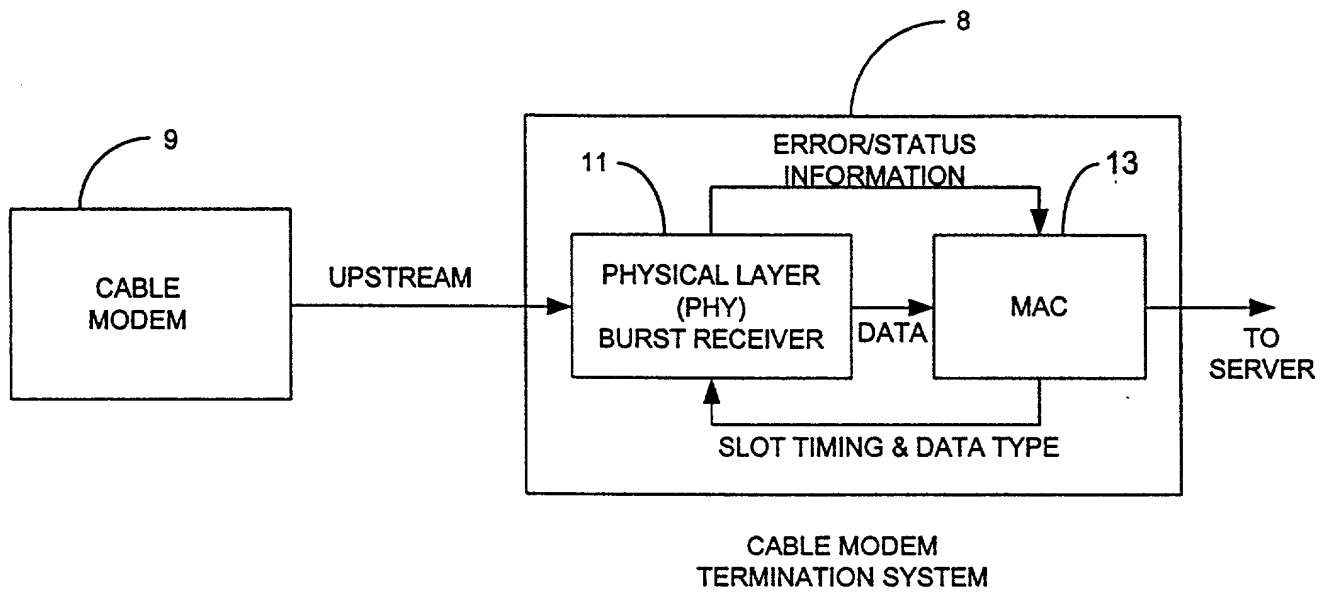 8
9
ERROR/STATUS
INFORMATION
11
13
CABLE
MODEM
UPSTREAM
PHYSICAL LAYER
(PHY)
BURST RECEIVER
DATA
MAC
TO
SERVER
SLOT TIMING & DATA TYPE
CABLE MODEM
TERMINATION SYSTEM